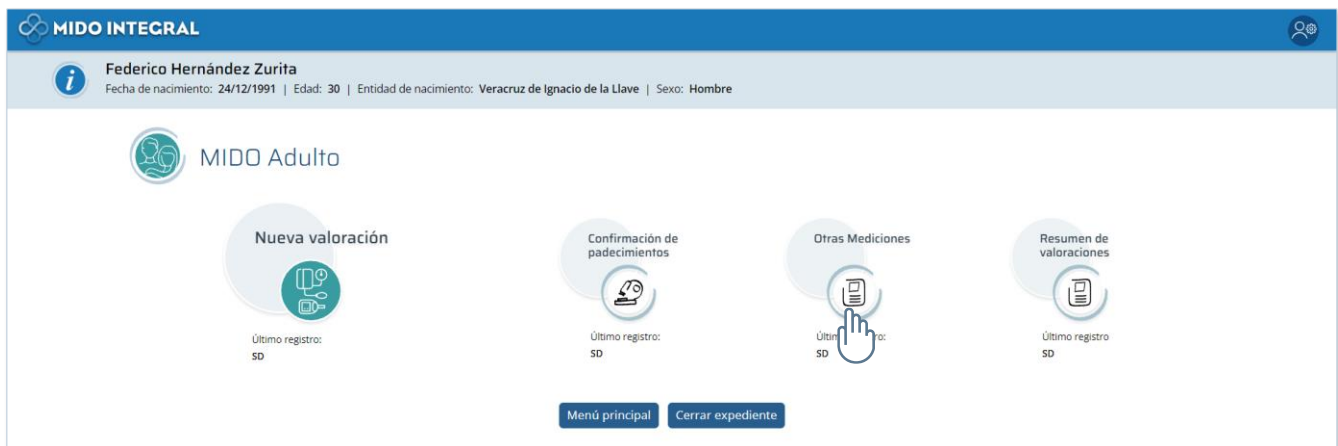 MIDO INTEGRAL
Federico Hernández Zurita
Fecha de nacimiento: 24/12/1991 | Edad: 30 | Entidad de nacimiento: Veracruz de Ignacio de la Llave | Sexo: Hombre
MIDO Adulto
Nueva valoración
Último registro:
SD
Confirmación de
padecimientos
Último registro:
SD
Otras Mediciones
SD
Resumen de
valoraciones
Último registro
SD
Menú principal
Cerrar expediente